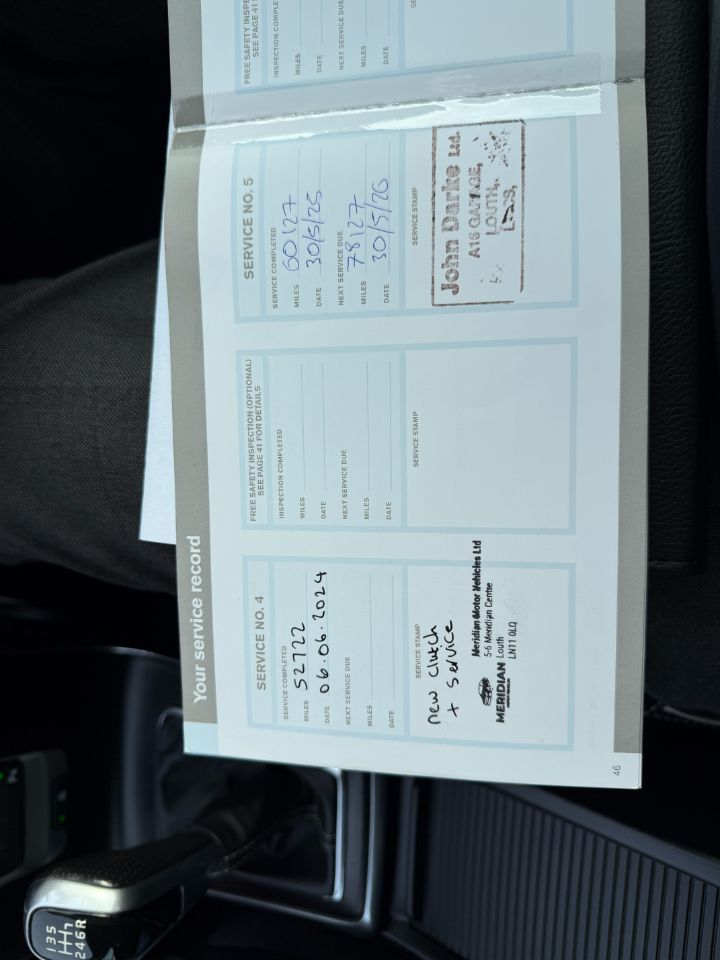 Your service record
SERVICE NO. 4
SERVICE COMPLETED
MILES 52722
DATE 06.06.2024
NEXT SERVICE DUE
MILES
DATE
SERVICE STAMP
new clutch
+ service
Meridian Motor Vehicles Ltd
5-6 Meridian Centre
MERIDIAN Louth
LN11 0LQ
FREE SAFETY INSPECTION (OPTIONAL)
SEE PAGE 41 FOR DETAILS
INSPECTION COMPLETED
MILES
DATE
NEXT SERVICE DUE
MILES
DATE
SERVICE STAMP
SERVICE NO. 5
SERVICE COMPLETED
MILES 60127
DATE 30/5/25
NEXT SERVICE DUE
MILES 78127
DATE 30/5/26
SERVICE STAMP
John Darke Ltd.
A16 GARAGE,
LOUTH,
LINCS,
FREE SAFETY INSPE
SEE PAGE 41
INSPECTION COMPLET
MILES
DATE
NEXT SERVICE DUE
MILES
DATE
SE
46
1 3 5
2 4 6 R